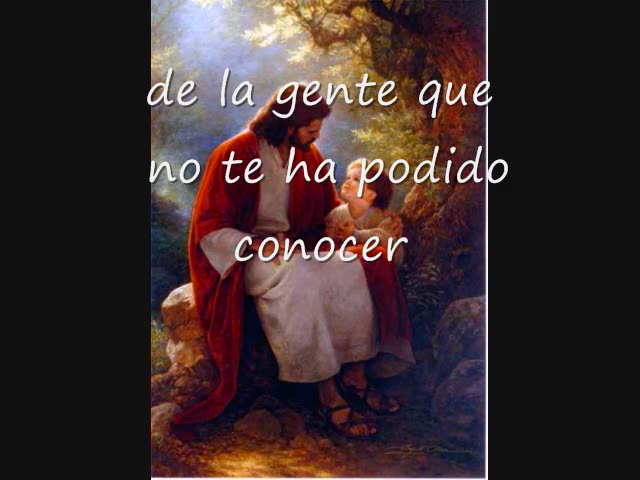 de la gente que
no te ha podido
conocer